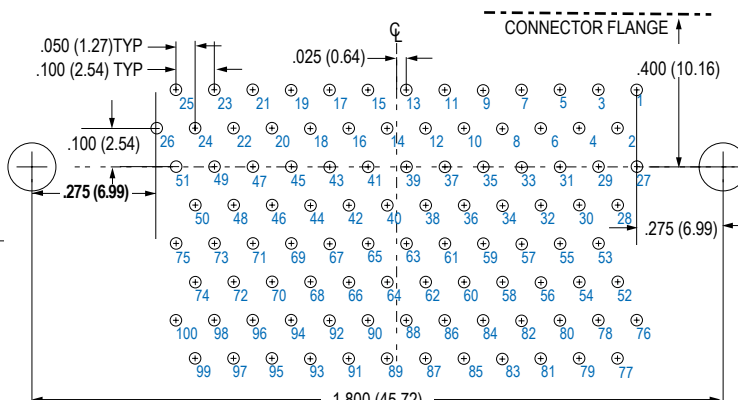 CONNECTOR FLANGE
.050 (1.27)TYP
.100 (2.54) TYP
.025 (0.64)
.400 (10.16)
25 23 21 19 17 15 13 11 9 7 5 3 1
.100 (2.54)
26 24 22 20 18 16 14 12 10 8 6 4 2
51 49 47 45 43 41 39 37 35 33 31 29 27
.275 (6.99)
50 48 46 44 42 40 38 36 34 32 30 28
.275 (6.99)
75 73 71 69 67 65 63 61 59 57 55 53
74 72 70 68 66 64 62 60 58 56 54 52
100 98 96 94 92 90 88 86 84 82 80 78 76
99 97 95 93 91 89 87 85 83 81 79 77
1.800 (45.72)